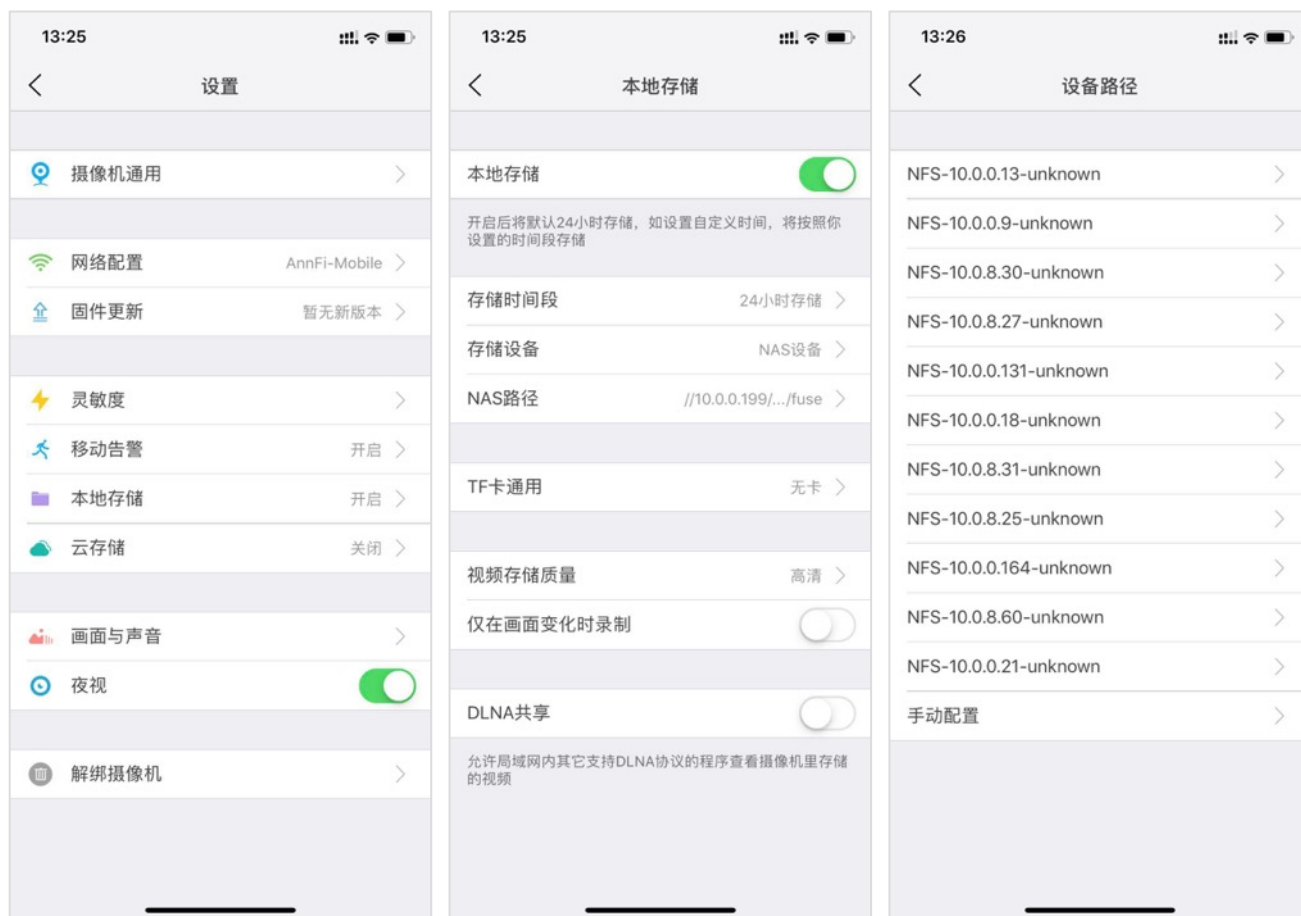 13:25
设置
摄像机通用
网络配置 AnnFi-Mobile
固件更新 暂无新版本
灵敏度
移动告警 开启
本地存储 开启
云存储 关闭
画面与声音
夜视
解绑摄像机
13:25
本地存储
本地存储
开启后将默认24小时存储，如设置自定义时间，将按照你
设置的时间段存储
存储时间段 24小时存储
存储设备 NAS设备
NAS路径 //10.0.0.199/.../fuse
TF卡通用 无卡
视频存储质量 高清
仅在画面变化时录制
DLNA共享
允许局域网内其它支持DLNA协议的程序查看摄像机里存储
的视频
13:26
设备路径
NFS-10.0.0.13-unknown
NFS-10.0.0.9-unknown
NFS-10.0.8.30-unknown
NFS-10.0.8.27-unknown
NFS-10.0.0.131-unknown
NFS-10.0.0.18-unknown
NFS-10.0.8.31-unknown
NFS-10.0.8.25-unknown
NFS-10.0.0.164-unknown
NFS-10.0.8.60-unknown
NFS-10.0.0.21-unknown
手动配置